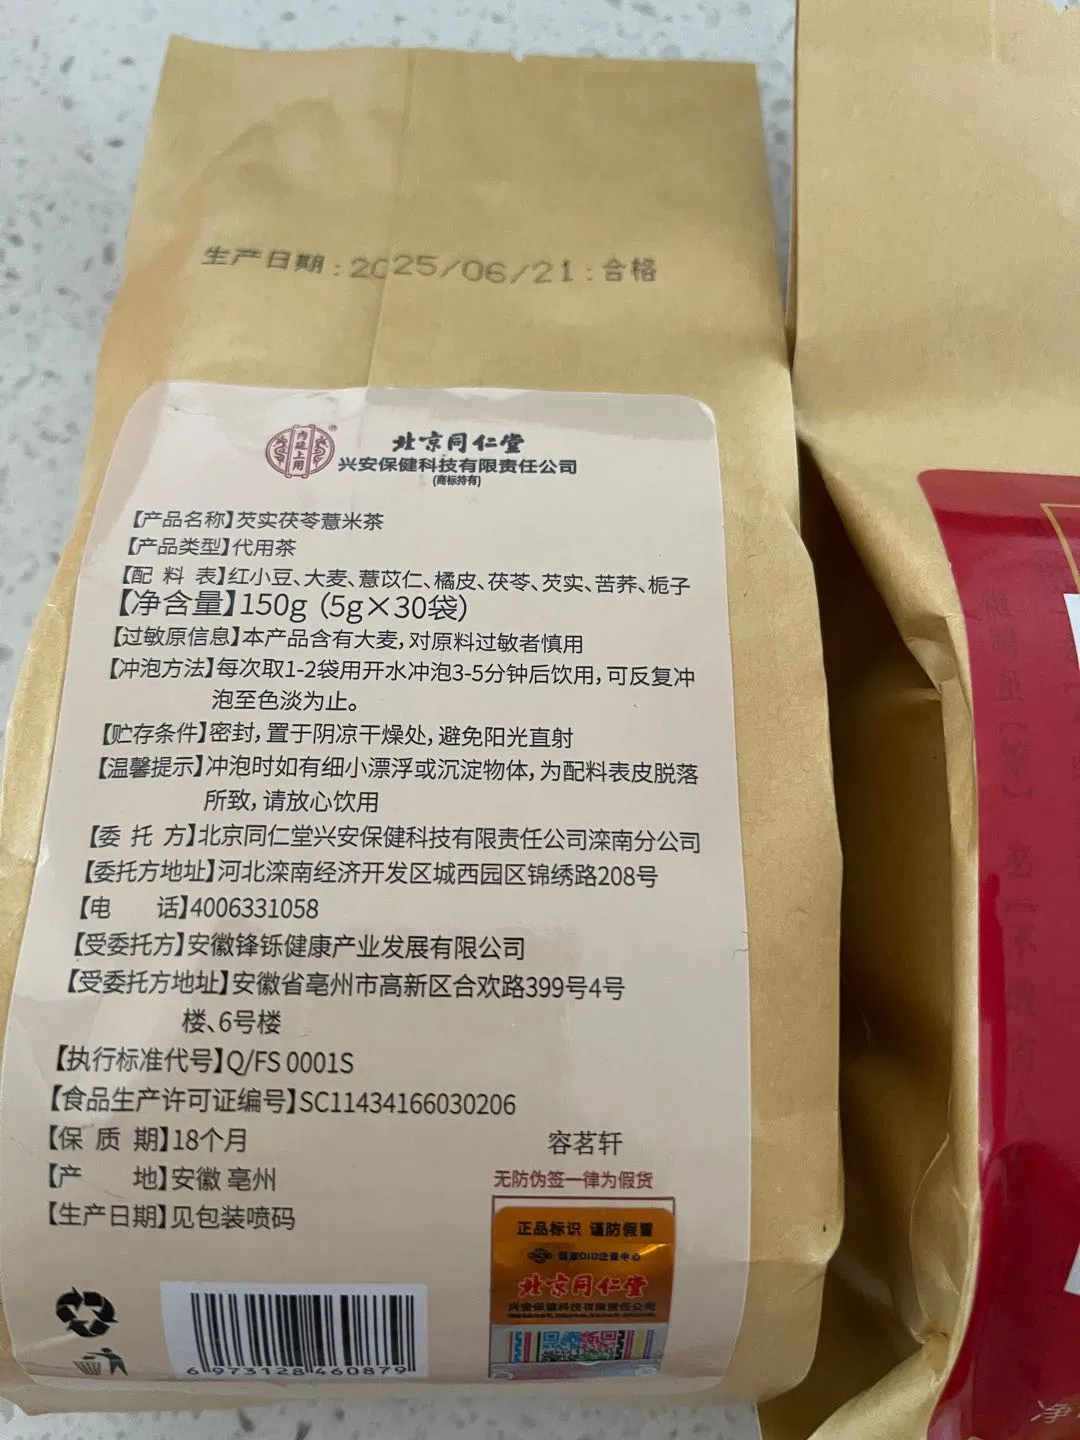 生产日期:2025/06/21:合格
内廷上用
®
北京同仁堂
兴安保健科技有限责任公司
(商标持有)
【产品名称】芡实茯苓薏米茶
【产品类型】代用茶
【配 料 表】红小豆、大麦、薏苡仁、橘皮、茯苓、芡实、苦荞、栀子
【净含量】150g (5g×30袋)
【过敏原信息】本产品含有大麦,对原料过敏者慎用
【冲泡方法】每次取1-2袋用开水冲泡3-5分钟后饮用,可反复冲
泡至色淡为止。
【贮存条件】密封,置于阴凉干燥处,避免阳光直射
【温馨提示】冲泡时如有细小漂浮或沉淀物体,为配料表皮脱落
所致,请放心饮用
【委 托 方】北京同仁堂兴安保健科技有限责任公司滦南分公司
【委托方地址】河北滦南经济开发区城西园区锦绣路208号
【电 话】4006331058
【受委托方】安徽锋铄健康产业发展有限公司
【受委托方地址】安徽省亳州市高新区合欢路399号4号
楼、6号楼
【执行标准代号】Q/FS 0001S
【食品生产许可证编号】SC11434166030206
【保 质 期】18个月
【产 地】安徽 亳州
【生产日期】见包装喷码
容茗轩
无防伪签一律为假货
正品标识 谨防假冒
国家OID注册中心
北京同仁堂
兴安保健科技有限责任公司
6 973128 460879